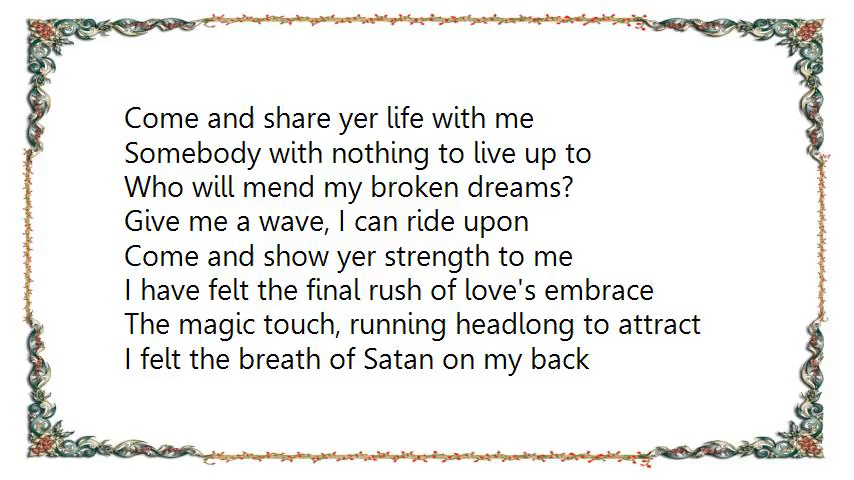 Come and share yer life with me
Somebody with nothing to live up to
Who will mend my broken dreams?
Give me a wave, I can ride upon
Come and show yer strength to me
I have felt the final rush of love's embrace
The magic touch, running headlong to attract
I felt the breath of Satan on my back